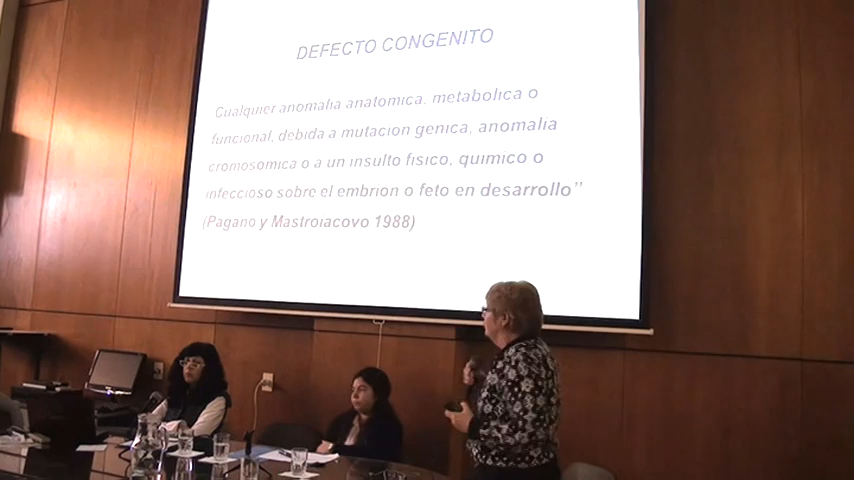 DEFECTO CONGENITO
Cualquier anomalia anatomica. metabolica o
funcional, debida a mutacion genica, anomalia
cromosomica o a un insulto fisico, quimico o
infeccioso sobre el embrion o feto en desarrollo”
(Pagano y Mastroiacovo 1988)